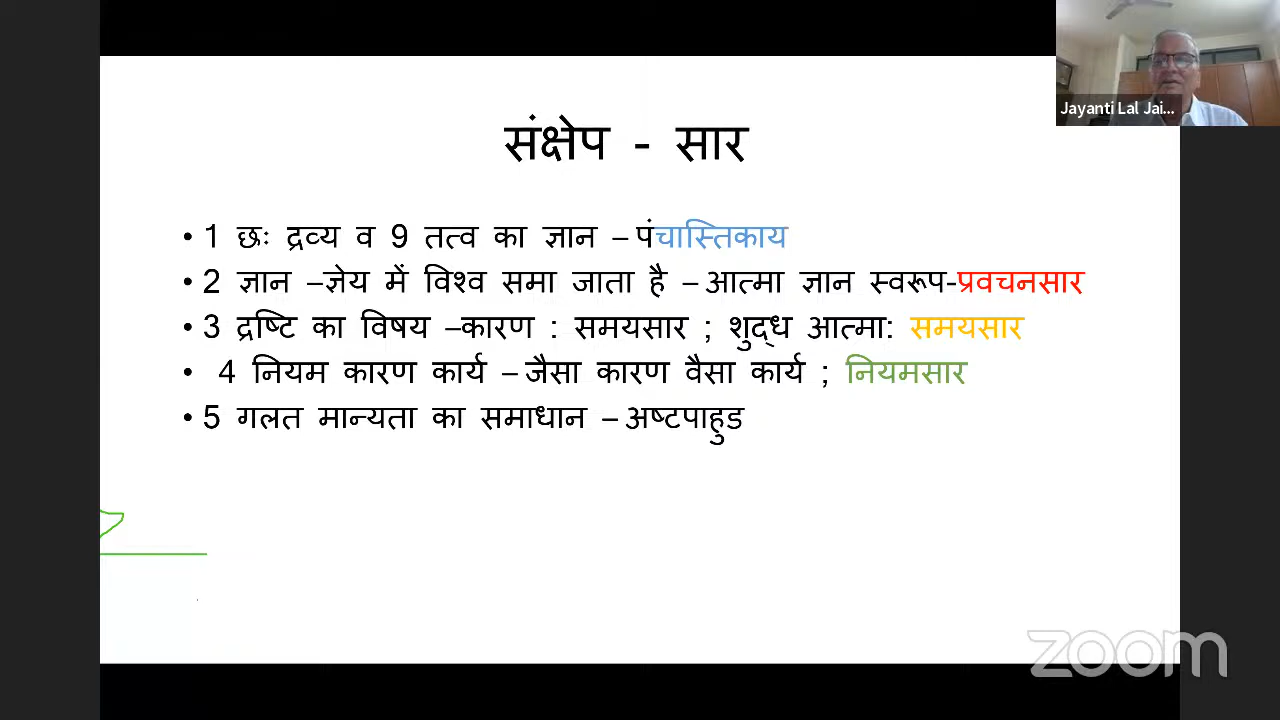 Jayanti Lal Jai...
संक्षेप - सार
• 1 छः द्रव्य व 9 तत्व का ज्ञान – पंचास्तिकाय
• 2 ज्ञान –ज्ञेय में विश्व समा जाता है – आत्मा ज्ञान स्वरूप-प्रवचनसार
• 3 द्रष्टि का विषय –कारण : समयसार ; शुद्ध आत्मा: समयसार
• 4 नियम कारण कार्य – जैसा कारण वैसा कार्य ; नियमसार
• 5 गलत मान्यता का समाधान – अष्टपाहुड
zoom